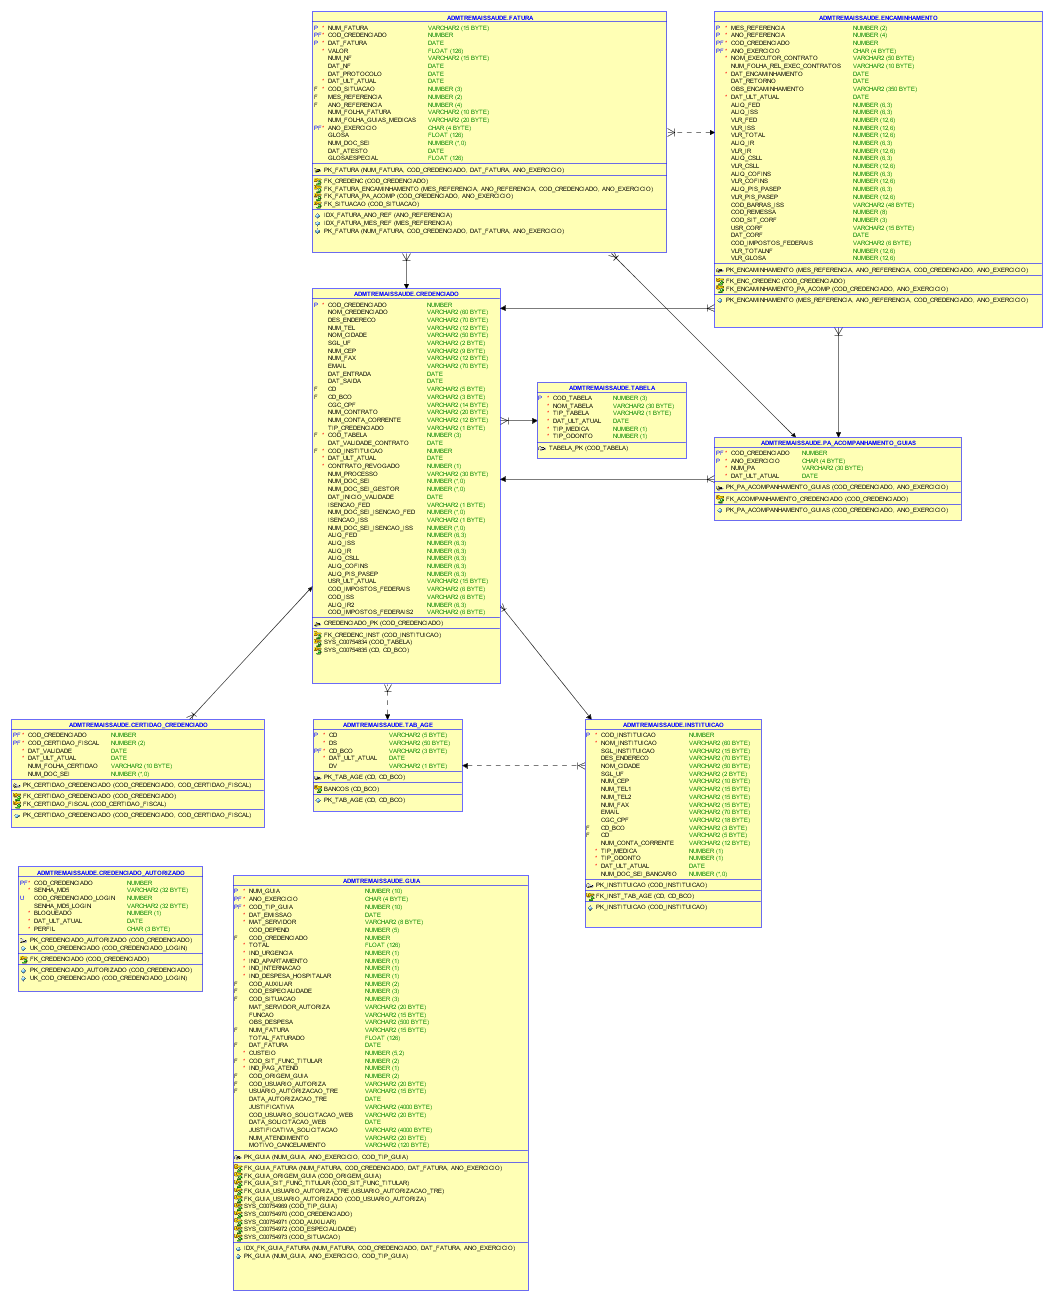 ADMTREMAISSAUDE.FATURA
P * NUM_FATURA VARCHAR2 (15 BYTE)
PF* COD_CREDENCIADO NUMBER
P * DAT_FATURA DATE
* VALOR FLOAT (126)
NUM_NF VARCHAR2 (15 BYTE)
DAT_NF DATE
DAT_PROTOCOLO DATE
* DAT_ULT_ATUAL DATE
F * COD_SITUACAO NUMBER (3)
F MES_REFERENCIA NUMBER (2)
F ANO_REFERENCIA NUMBER (4)
NUM_FOLHA_FATURA VARCHAR2 (10 BYTE)
NUM_FOLHA_GUIAS_MEDICAS VARCHAR2 (20 BYTE)
PF* ANO_EXERCICIO CHAR (4 BYTE)
GLOSA FLOAT (126)
NUM_DOC_SEI NUMBER (*,0)
DAT_ATESTO DATE
GLOSAESPECIAL FLOAT (126)
PK_FATURA (NUM_FATURA, COD_CREDENCIADO, DAT_FATURA, ANO_EXERCICIO)
FK_CREDENC (COD_CREDENCIADO)
FK_FATURA_ENCAMINHAMENTO (MES_REFERENCIA, ANO_REFERENCIA, COD_CREDENCIADO, ANO_EXERCICIO)
FK_FATURA_PA_ACOMP (COD_CREDENCIADO, ANO_EXERCICIO)
FK_SITUACAO (COD_SITUACAO)
IDX_FATURA_ANO_REF (ANO_REFERENCIA)
IDX_FATURA_MES_REF (MES_REFERENCIA)
PK_FATURA (NUM_FATURA, COD_CREDENCIADO, DAT_FATURA, ANO_EXERCICIO)
ADMTREMAISSAUDE.ENCAMINHAMENTO
P * MES_REFERENCIA NUMBER (2)
P * ANO_REFERENCIA NUMBER (4)
PF* COD_CREDENCIADO NUMBER
PF* ANO_EXERCICIO CHAR (4 BYTE)
* NOM_EXECUTOR_CONTRATO VARCHAR2 (50 BYTE)
NUM_FOLHA_REL_EXEC_CONTRATOS VARCHAR2 (10 BYTE)
* DAT_ENCAMINHAMENTO DATE
DAT_RETORNO DATE
OBS_ENCAMINHAMENTO VARCHAR2 (350 BYTE)
* DAT_ULT_ATUAL DATE
ALIQ_FED NUMBER (6,3)
ALIQ_ISS NUMBER (6,3)
VLR_FED NUMBER (12,6)
VLR_ISS NUMBER (12,6)
VLR_TOTAL NUMBER (12,6)
ALIQ_IR NUMBER (6,3)
VLR_IR NUMBER (12,6)
ALIQ_CSLL NUMBER (6,3)
VLR_CSLL NUMBER (12,6)
ALIQ_COFINS NUMBER (6,3)
VLR_COFINS NUMBER (12,6)
ALIQ_PIS_PASEP NUMBER (6,3)
VLR_PIS_PASEP NUMBER (12,6)
COD_BARRAS_ISS VARCHAR2 (48 BYTE)
COD_REMESSA NUMBER (8)
COD_SIT_CORF NUMBER (3)
USR_CORF VARCHAR2 (15 BYTE)
DAT_CORF DATE
COD_IMPOSTOS_FEDERAIS VARCHAR2 (6 BYTE)
VLR_TOTALNF NUMBER (12,6)
VLR_GLOSA NUMBER (12,6)
PK_ENCAMINHAMENTO (MES_REFERENCIA, ANO_REFERENCIA, COD_CREDENCIADO, ANO_EXERCICIO)
FK_ENC_CREDENC (COD_CREDENCIADO)
FK_ENCAMINHAMENTO_PA_ACOMP (COD_CREDENCIADO, ANO_EXERCICIO)
PK_ENCAMINHAMENTO (MES_REFERENCIA, ANO_REFERENCIA, COD_CREDENCIADO, ANO_EXERCICIO)
ADMTREMAISSAUDE.CREDENCIADO
P * COD_CREDENCIADO NUMBER
NOM_CREDENCIADO VARCHAR2 (60 BYTE)
DES_ENDERECO VARCHAR2 (70 BYTE)
NUM_TEL VARCHAR2 (12 BYTE)
NOM_CIDADE VARCHAR2 (50 BYTE)
SGL_UF VARCHAR2 (2 BYTE)
NUM_CEP VARCHAR2 (9 BYTE)
NUM_FAX VARCHAR2 (12 BYTE)
EMAIL VARCHAR2 (70 BYTE)
DAT_ENTRADA DATE
DAT_SAIDA DATE
F CD VARCHAR2 (5 BYTE)
F CD_BCO VARCHAR2 (3 BYTE)
CGC_CPF VARCHAR2 (14 BYTE)
NUM_CONTRATO VARCHAR2 (20 BYTE)
NUM_CONTA_CORRENTE VARCHAR2 (12 BYTE)
TIP_CREDENCIADO VARCHAR2 (1 BYTE)
F * COD_TABELA NUMBER (3)
DAT_VALIDADE_CONTRATO DATE
F * COD_INSTITUICAO NUMBER
* DAT_ULT_ATUAL DATE
* CONTRATO_REVOGADO NUMBER (1)
NUM_PROCESSO VARCHAR2 (30 BYTE)
NUM_DOC_SEI NUMBER (*,0)
NUM_DOC_SEI_GESTOR NUMBER (*,0)
DAT_INICIO_VALIDADE DATE
ISENCAO_FED VARCHAR2 (1 BYTE)
NUM_DOC_SEI_ISENCAO_FED NUMBER (*,0)
ISENCAO_ISS VARCHAR2 (1 BYTE)
NUM_DOC_SEI_ISENCAO_ISS NUMBER (*,0)
ALIQ_FED NUMBER (6,3)
ALIQ_ISS NUMBER (6,3)
ALIQ_IR NUMBER (6,3)
ALIQ_CSLL NUMBER (6,3)
ALIQ_COFINS NUMBER (6,3)
ALIQ_PIS_PASEP NUMBER (6,3)
USR_ULT_ATUAL VARCHAR2 (15 BYTE)
COD_IMPOSTOS_FEDERAIS VARCHAR2 (6 BYTE)
COD_ISS VARCHAR2 (6 BYTE)
ALIQ_IR2 NUMBER (6,3)
COD_IMPOSTOS_FEDERAIS2 VARCHAR2 (6 BYTE)
CREDENCIADO_PK (COD_CREDENCIADO)
FK_CREDENC_INST (COD_INSTITUICAO)
SYS_C00754834 (COD_TABELA)
SYS_C00754835 (CD, CD_BCO)
ADMTREMAISSAUDE.TABELA
P * COD_TABELA NUMBER (3)
* NOM_TABELA VARCHAR2 (30 BYTE)
* TIP_TABELA VARCHAR2 (1 BYTE)
* DAT_ULT_ATUAL DATE
* TIP_MEDICA NUMBER (1)
* TIP_ODONTO NUMBER (1)
TABELA_PK (COD_TABELA)
ADMTREMAISSAUDE.PA_ACOMPANHAMENTO_GUIAS
PF* COD_CREDENCIADO NUMBER
P * ANO_EXERCICIO CHAR (4 BYTE)
* NUM_PA VARCHAR2 (30 BYTE)
* DAT_ULT_ATUAL DATE
PK_PA_ACOMPANHAMENTO_GUIAS (COD_CREDENCIADO, ANO_EXERCICIO)
FK_ACOMPANHAMENTO_CREDENCIADO (COD_CREDENCIADO)
PK_PA_ACOMPANHAMENTO_GUIAS (COD_CREDENCIADO, ANO_EXERCICIO)
ADMTREMAISSAUDE.CERTIDAO_CREDENCIADO
PF* COD_CREDENCIADO NUMBER
PF* COD_CERTIDAO_FISCAL NUMBER (2)
* DAT_VALIDADE DATE
* DAT_ULT_ATUAL DATE
NUM_FOLHA_CERTIDAO VARCHAR2 (10 BYTE)
NUM_DOC_SEI NUMBER (*,0)
PK_CERTIDAO_CREDENCIADO (COD_CREDENCIADO, COD_CERTIDAO_FISCAL)
FK_CERTIDAO_CREDENCIADO (COD_CREDENCIADO)
FK_CERTIDAO_FISCAL (COD_CERTIDAO_FISCAL)
PK_CERTIDAO_CREDENCIADO (COD_CREDENCIADO, COD_CERTIDAO_FISCAL)
ADMTREMAISSAUDE.TAB_AGE
P * CD VARCHAR2 (5 BYTE)
* DS VARCHAR2 (50 BYTE)
PF* CD_BCO VARCHAR2 (3 BYTE)
* DAT_ULT_ATUAL DATE
DV VARCHAR2 (1 BYTE)
PK_TAB_AGE (CD, CD_BCO)
BANCOS (CD_BCO)
PK_TAB_AGE (CD, CD_BCO)
ADMTREMAISSAUDE.INSTITUICAO
P * COD_INSTITUICAO NUMBER
* NOM_INSTITUICAO VARCHAR2 (60 BYTE)
SGL_INSTITUICAO VARCHAR2 (15 BYTE)
DES_ENDERECO VARCHAR2 (70 BYTE)
NOM_CIDADE VARCHAR2 (50 BYTE)
SGL_UF VARCHAR2 (2 BYTE)
NUM_CEP VARCHAR2 (10 BYTE)
NUM_TEL1 VARCHAR2 (15 BYTE)
NUM_TEL2 VARCHAR2 (15 BYTE)
NUM_FAX VARCHAR2 (15 BYTE)
EMAIL VARCHAR2 (70 BYTE)
CGC_CPF VARCHAR2 (18 BYTE)
F CD_BCO VARCHAR2 (3 BYTE)
F CD VARCHAR2 (5 BYTE)
NUM_CONTA_CORRENTE VARCHAR2 (12 BYTE)
* TIP_MEDICA NUMBER (1)
* TIP_ODONTO NUMBER (1)
* DAT_ULT_ATUAL DATE
NUM_DOC_SEI_BANCARIO NUMBER (*,0)
PK_INSTITUICAO (COD_INSTITUICAO)
FK_INST_TAB_AGE (CD, CD_BCO)
PK_INSTITUICAO (COD_INSTITUICAO)
ADMTREMAISSAUDE.CREDENCIADO_AUTORIZADO
PF* COD_CREDENCIADO NUMBER
* SENHA_MD5 VARCHAR2 (32 BYTE)
U COD_CREDENCIADO_LOGIN NUMBER
SENHA_MD5_LOGIN VARCHAR2 (32 BYTE)
* BLOQUEADO NUMBER (1)
* DAT_ULT_ATUAL DATE
* PERFIL CHAR (3 BYTE)
PK_CREDENCIADO_AUTORIZADO (COD_CREDENCIADO)
UK_COD_CREDENCIADO (COD_CREDENCIADO_LOGIN)
FK_CREDENCIADO (COD_CREDENCIADO)
PK_CREDENCIADO_AUTORIZADO (COD_CREDENCIADO)
UK_COD_CREDENCIADO (COD_CREDENCIADO_LOGIN)
ADMTREMAISSAUDE.GUIA
P * NUM_GUIA NUMBER (10)
PF* ANO_EXERCICIO CHAR (4 BYTE)
PF* COD_TIP_GUIA NUMBER (10)
* DAT_EMISSAO DATE
* MAT_SERVIDOR VARCHAR2 (8 BYTE)
COD_DEPEND NUMBER (5)
F COD_CREDENCIADO NUMBER
* TOTAL FLOAT (126)
* IND_URGENCIA NUMBER (1)
* IND_APARTAMENTO NUMBER (1)
* IND_INTERNACAO NUMBER (1)
* IND_DESPESA_HOSPITALAR NUMBER (1)
F COD_AUXILIAR NUMBER (2)
F COD_ESPECIALIDADE NUMBER (3)
F COD_SITUACAO NUMBER (3)
MAT_SERVIDOR_AUTORIZA VARCHAR2 (20 BYTE)
FUNCAO VARCHAR2 (15 BYTE)
OBS_DESPESA VARCHAR2 (500 BYTE)
F NUM_FATURA VARCHAR2 (15 BYTE)
TOTAL_FATURADO FLOAT (126)
F DAT_FATURA DATE
* CUSTEIO NUMBER (5,2)
F * COD_SIT_FUNC_TITULAR NUMBER (2)
* IND_PAG_ATEND NUMBER (1)
F COD_ORIGEM_GUIA NUMBER (2)
F COD_USUARIO_AUTORIZA VARCHAR2 (20 BYTE)
F USUARIO_AUTORIZACAO_TRE VARCHAR2 (15 BYTE)
DATA_AUTORIZACAO_TRE DATE
JUSTIFICATIVA VARCHAR2 (4000 BYTE)
COD_USUARIO_SOLICITACAO_WEB VARCHAR2 (20 BYTE)
DATA_SOLICITACAO_WEB DATE
JUSTIFICATIVA_SOLICITACAO VARCHAR2 (4000 BYTE)
NUM_ATENDIMENTO VARCHAR2 (20 BYTE)
MOTIVO_CANCELAMENTO VARCHAR2 (120 BYTE)
PK_GUIA (NUM_GUIA, ANO_EXERCICIO, COD_TIP_GUIA)
FK_GUIA_FATURA (NUM_FATURA, COD_CREDENCIADO, DAT_FATURA, ANO_EXERCICIO)
FK_GUIA_ORIGEM_GUIA (COD_ORIGEM_GUIA)
FK_GUIA_SIT_FUNC_TITULAR (COD_SIT_FUNC_TITULAR)
FK_GUIA_USUARIO_AUTORIZA_TRE (USUARIO_AUTORIZACAO_TRE)
FK_GUIA_USUARIO_AUTORIZADO (COD_USUARIO_AUTORIZA)
SYS_C00754969 (COD_TIP_GUIA)
SYS_C00754970 (COD_CREDENCIADO)
SYS_C00754971 (COD_AUXILIAR)
SYS_C00754972 (COD_ESPECIALIDADE)
SYS_C00754973 (COD_SITUACAO)
IDX_FK_GUIA_FATURA (NUM_FATURA, COD_CREDENCIADO, DAT_FATURA, ANO_EXERCICIO)
PK_GUIA (NUM_GUIA, ANO_EXERCICIO, COD_TIP_GUIA)